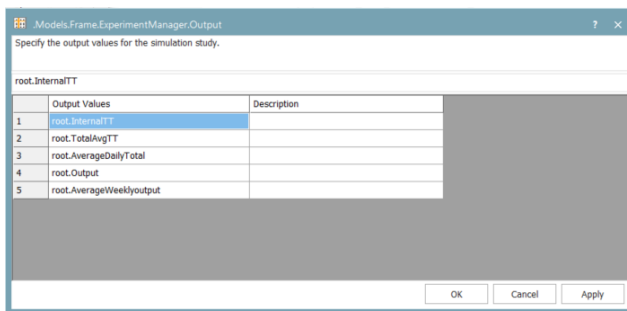 .Models.Frame.ExperimentManager.Output ? ×
Specify the output values for the simulation study.
root.InternalTT
Output Values Description
1 root.InternalTT
2 root.TotalAvgTT
3 root.AverageDailyTotal
4 root.Output
5 root.AverageWeeklyoutput
OK Cancel Apply